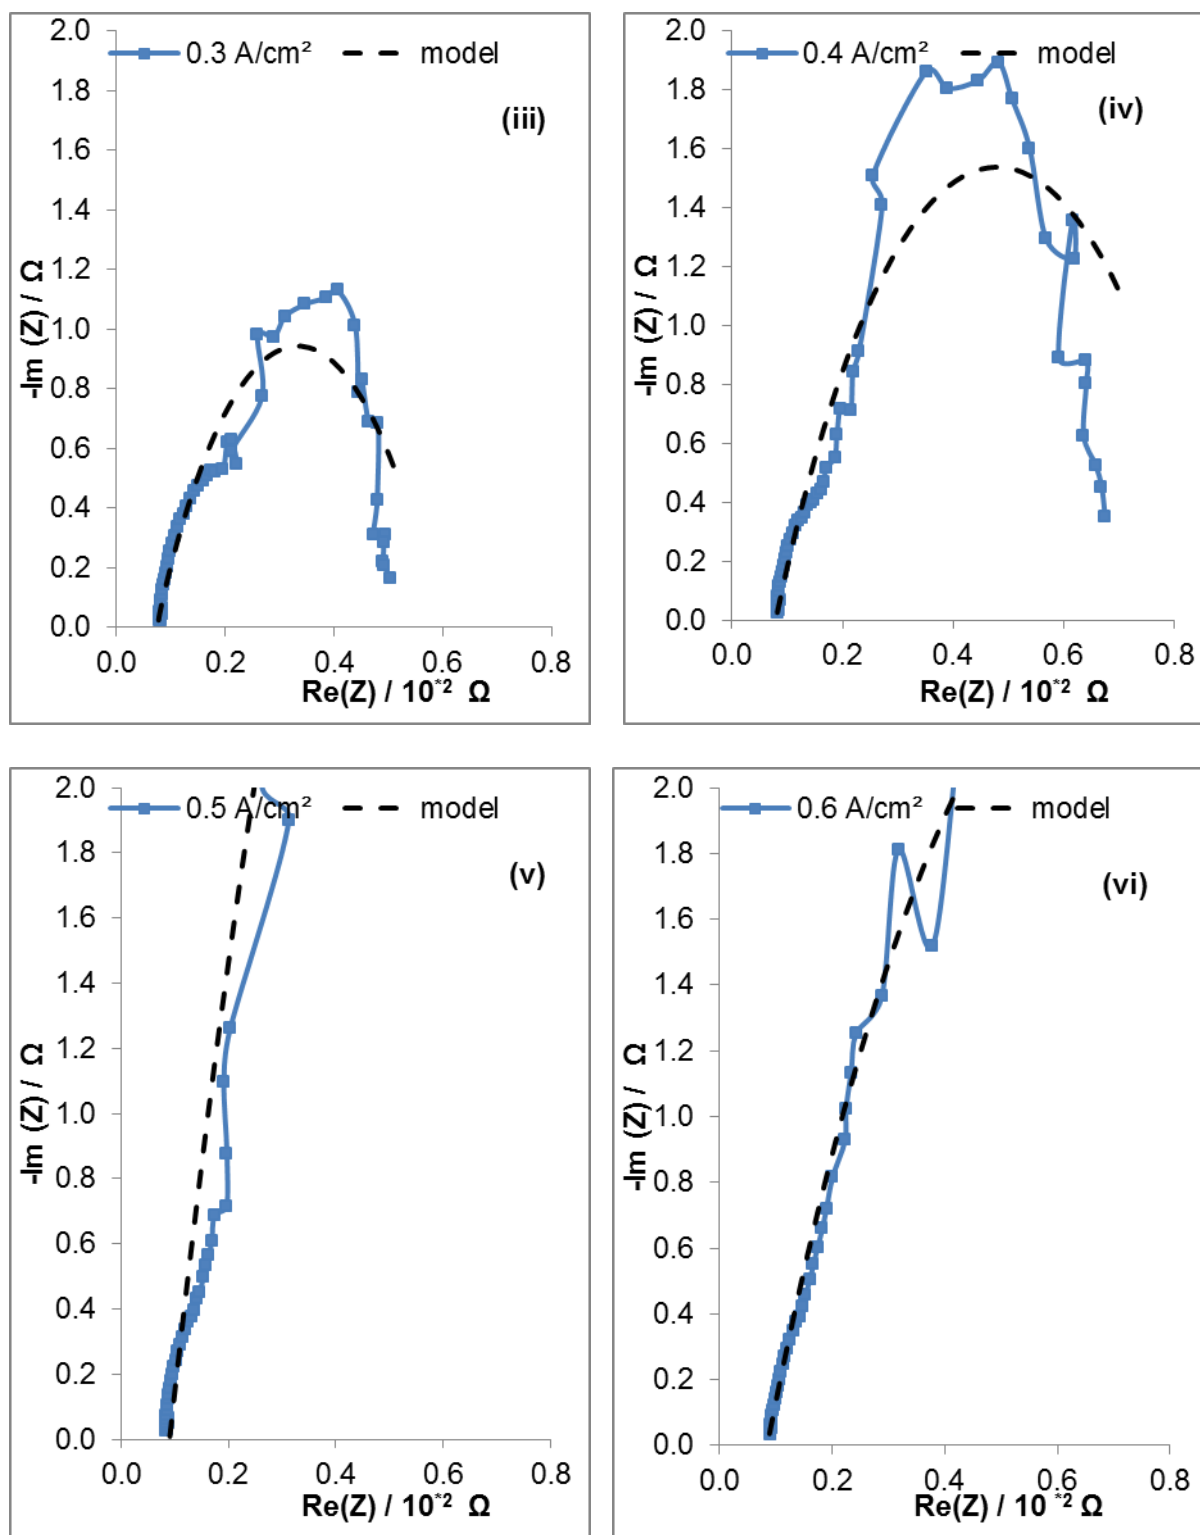 2.0
0.3 A/cm²
model
1.8
(iii)
1.6
1.4
1.2
1.0
0.8
0.6
0.4
0.2
0.0
-Im (Z) / Ω
0.0 0.2 0.4 0.6 0.8
Re(Z) / 10*² Ω
2.0
0.4 A/cm²
model
1.8
(iv)
1.6
1.4
1.2
1.0
0.8
0.6
0.4
0.2
0.0
-Im (Z) / Ω
0.0 0.2 0.4 0.6 0.8
Re(Z) / 10*² Ω
2.0
0.5 A/cm²
model
1.8
(v)
1.6
1.4
1.2
1.0
0.8
0.6
0.4
0.2
0.0
-Im (Z) / Ω
0.0 0.2 0.4 0.6 0.8
Re(Z) / 10*² Ω
2.0
0.6 A/cm²
model
1.8
(vi)
1.6
1.4
1.2
1.0
0.8
0.6
0.4
0.2
0.0
-Im (Z) / Ω
0.0 0.2 0.4 0.6 0.8
Re(Z) / 10*² Ω